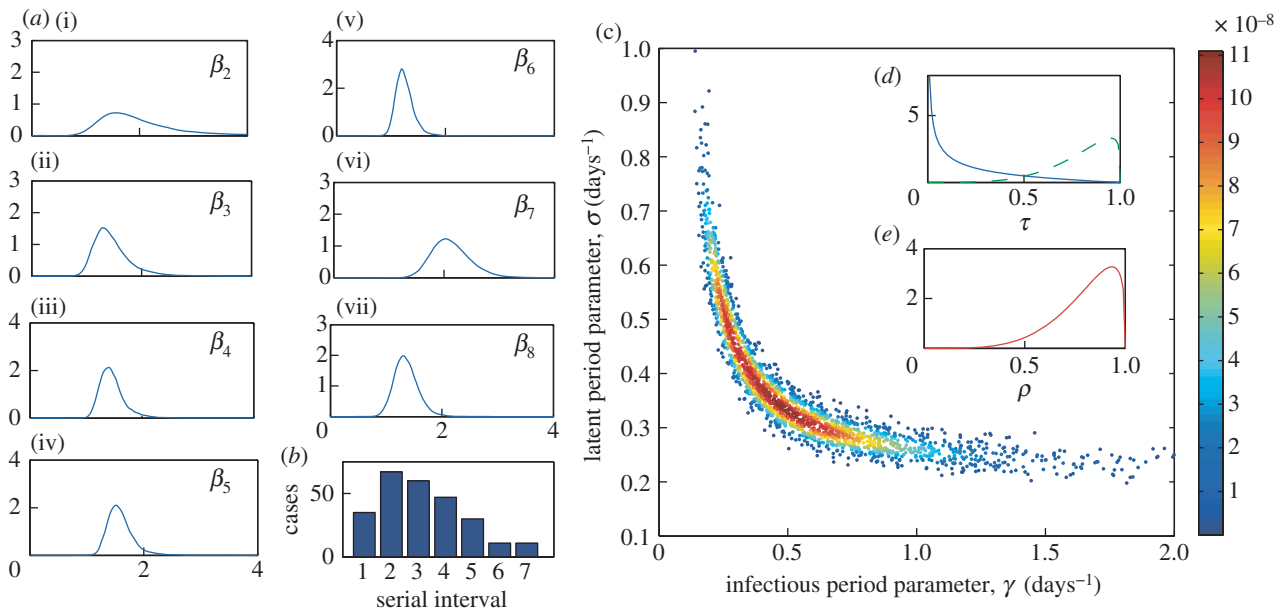 (a) (i)
3
2
1
0
β2
(ii)
3
2
1
0
β3
(iii)
4
2
0
β4
(iv)
4
2
0
β5
0 2 4
(v)
4
2
0
β6
(vi)
3
2
1
0
β7
(vii)
3
2
1
β8
0 2 4
(b)
50
0
cases
1 2 3 4 5 6 7
serial interval
(c)
1.0
0.9
0.8
0.7
0.6
0.5
0.4
0.3
0.2
0.1
latent period parameter, σ (days⁻¹)
0 0.5 1.0 1.5 2.0
infectious period parameter, γ (days⁻¹)
(d)
5
0 0.5 1.0
τ
(e)
4
2
0 0.5 1.0
ρ
× 10⁻⁸
11
10
9
8
7
6
5
4
3
2
1